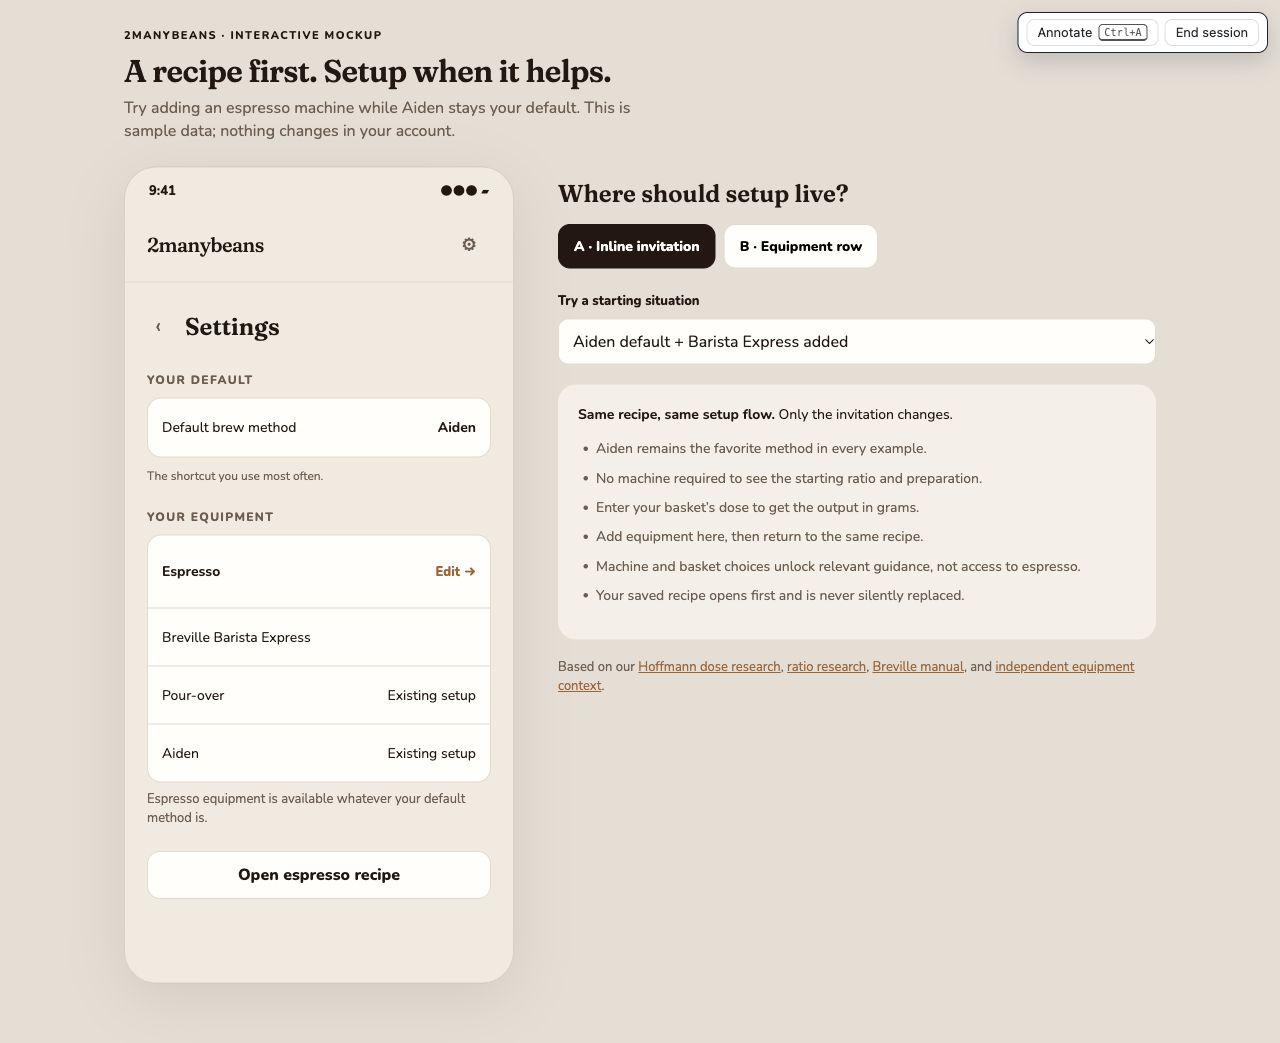 2MANYBEANS · INTERACTIVE MOCKUP
A recipe first. Setup when it helps.
Try adding an espresso machine while Aiden stays your default. This is
sample data; nothing changes in your account.
Annotate Ctrl+A End session
9:41
2manybeans
Settings
YOUR DEFAULT
Default brew method Aiden
The shortcut you use most often.
YOUR EQUIPMENT
Espresso Edit →
Breville Barista Express
Pour-over Existing setup
Aiden Existing setup
Espresso equipment is available whatever your default
method is.
Open espresso recipe
Where should setup live?
A · Inline invitation B · Equipment row
Try a starting situation
Aiden default + Barista Express added
Same recipe, same setup flow. Only the invitation changes.
• Aiden remains the favorite method in every example.
• No machine required to see the starting ratio and preparation.
• Enter your basket's dose to get the output in grams.
• Add equipment here, then return to the same recipe.
• Machine and basket choices unlock relevant guidance, not access to espresso.
• Your saved recipe opens first and is never silently replaced.
Based on our Hoffmann dose research, ratio research, Breville manual, and independent equipment
context.